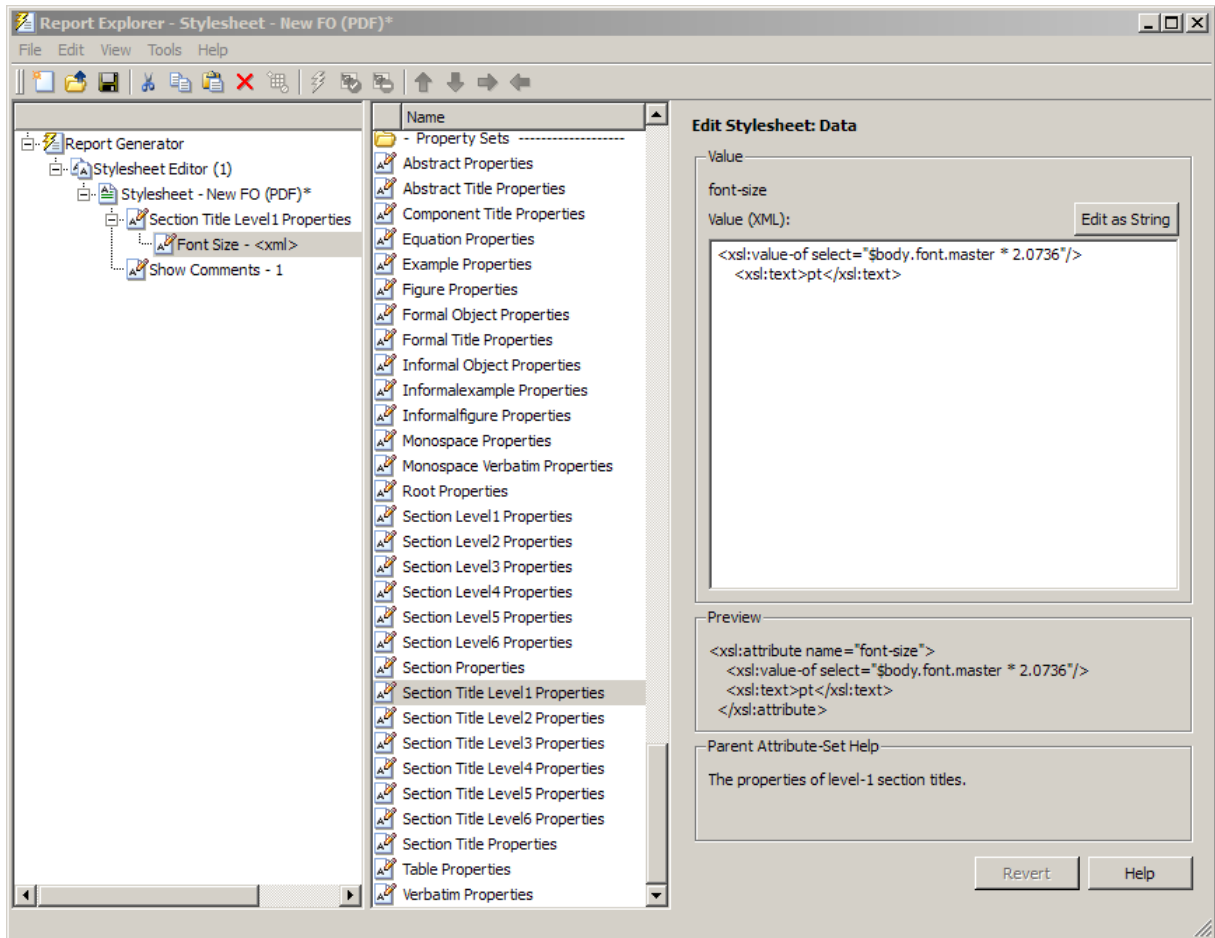 Report Explorer - Stylesheet - New FO (PDF)*
File Edit View Tools Help
Report Generator
Stylesheet Editor (1)
Stylesheet - New FO (PDF)*
Section Title Level1 Properties
Font Size - <xml>
Show Comments - 1
Name
- Property Sets -------------------
Abstract Properties
Abstract Title Properties
Component Title Properties
Equation Properties
Example Properties
Figure Properties
Formal Object Properties
Formal Title Properties
Informal Object Properties
Informalexample Properties
Informalfigure Properties
Monospace Properties
Monospace Verbatim Properties
Root Properties
Section Level1 Properties
Section Level2 Properties
Section Level3 Properties
Section Level4 Properties
Section Level5 Properties
Section Level6 Properties
Section Properties
Section Title Level1 Properties
Section Title Level2 Properties
Section Title Level3 Properties
Section Title Level4 Properties
Section Title Level5 Properties
Section Title Level6 Properties
Section Title Properties
Table Properties
Verbatim Properties
Edit Stylesheet: Data
Value
font-size
Value (XML):
Edit as String
<xsl:value-of select="$body.font.master * 2.0736"/>
<xsl:text>pt</xsl:text>
Preview
<xsl:attribute name="font-size">
<xsl:value-of select="$body.font.master * 2.0736"/>
<xsl:text>pt</xsl:text>
</xsl:attribute>
Parent Attribute-Set Help
The properties of level-1 section titles.
Revert
Help